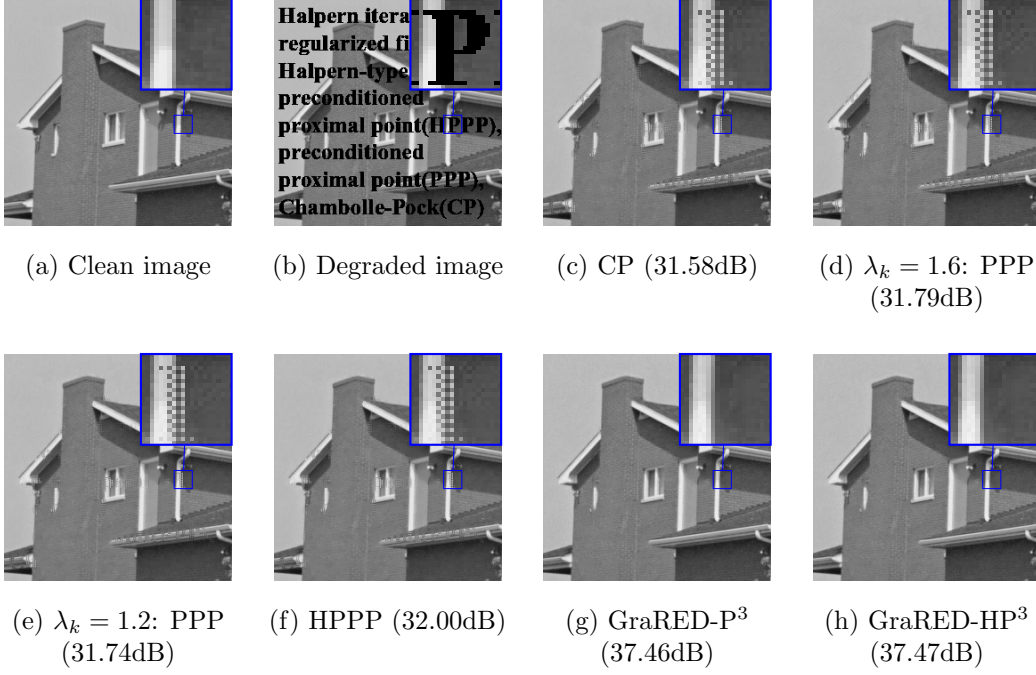 Halpern itera
regularized fi
Halpern-type
preconditioned
proximal point(HPPP),
preconditioned
proximal point(PPP),
Chambolle-Pock(CP)
P
(a) Clean image
(b) Degraded image
(c) CP (31.58dB)
(d) λₖ = 1.6: PPP
(31.79dB)
(e) λₖ = 1.2: PPP
(31.74dB)
(f) HPPP (32.00dB)
(g) GraRED-P³
(37.46dB)
(h) GraRED-HP³
(37.47dB)